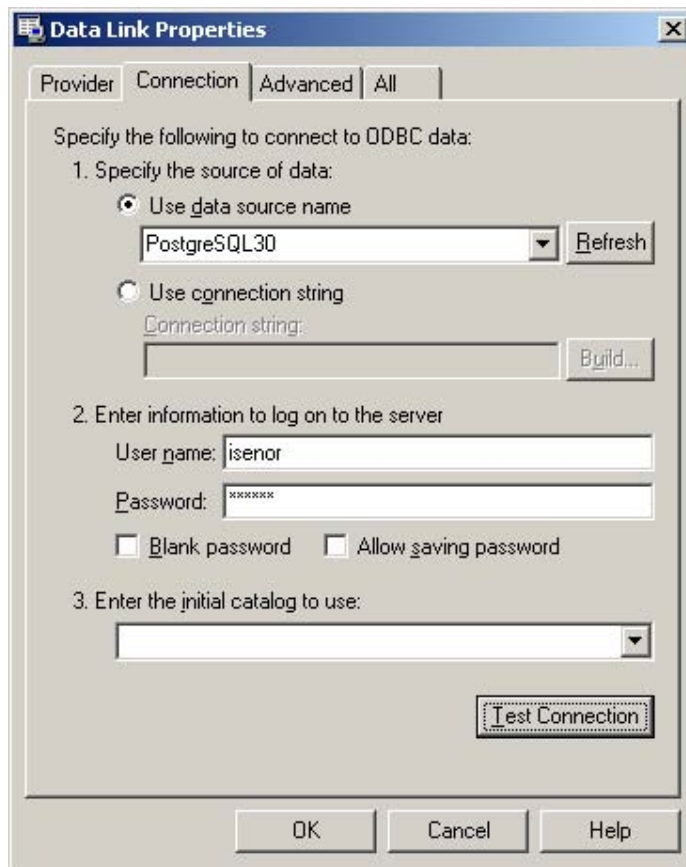 Data Link Properties
Provider Connection Advanced All
Specify the following to connect to ODBC data:
1. Specify the source of data:
Use data source name
PostgreSQL30 Refresh
Use connection string
Connection string:
Build...
2. Enter information to log on to the server
User name: isenor
Password: ******
Blank password Allow saving password
3. Enter the initial catalog to use:
Test Connection
OK Cancel Help